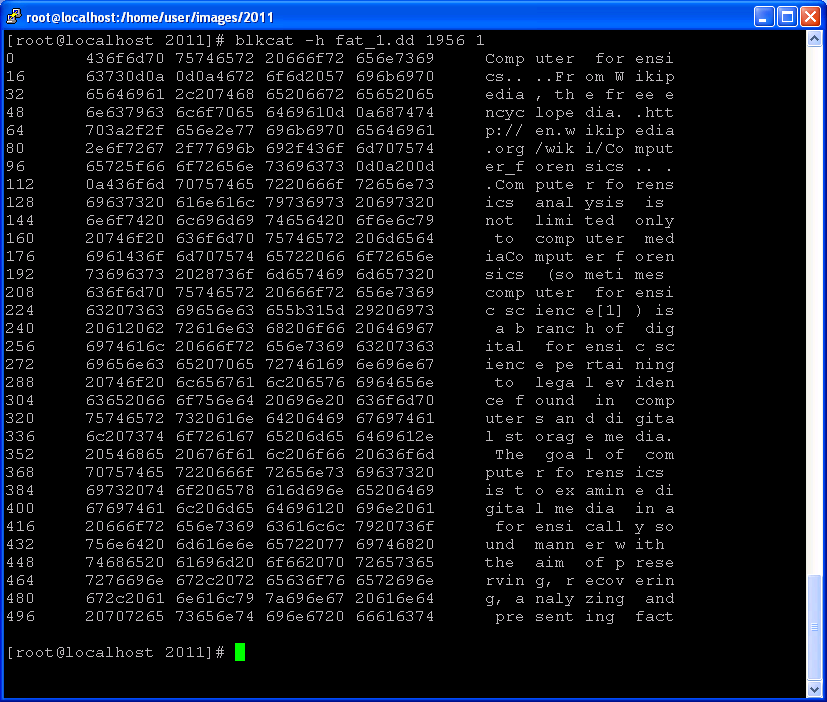 root@localhost:/home/user/images/2011
[root@localhost 2011]# blkcat -h fat_1.dd 1956 1
0 436f6d70 75746572 20666f72 656e7369 Comp uter  for ensi
16 63730d0a 0d0a4672 6f6d2057 696b6970 cs.. ..Fr om W ikip
32 65646961 2c207468 65206672 65652065 edia , th e fr ee e
48 6e637963 6c6f7065 6469610d 0a687474 ncyc lope dia. .htt
64 703a2f2f 656e2e77 696b6970 65646961 p:// en.w ikip edia
80 2e6f7267 2f77696b 692f436f 6d707574 .org /wik i/Co mput
96 65725f66 6f72656e 73696373 0d0a200d er_f oren sics .. .
112 0a436f6d 70757465 7220666f 72656e73 .Com pute r fo rens
128 69637320 616e616c 79736973 20697320 ics  anal ysis  is
144 6e6f7420 6c696d69 74656420 6f6e6c79 not  limi ted  only
160 20746f20 636f6d70 75746572 206d6564 to  comp uter  med
176 6961436f 6d707574 65722066 6f72656e iaCo mput er f oren
192 73696373 2028736f 6d657469 6d657320 sics  (so meti mes
208 636f6d70 75746572 20666f72 656e7369 comp uter  for ensi
224 63207363 69656e63 655b315d 29206973 c sc ienc e[1] ) is
240 20612062 72616e63 68206f66 20646967 a b ranc h of  dig
256 6974616c 20666f72 656e7369 63207363 ital  for ensi c sc
272 69656e63 65207065 72746169 6e696e67 ienc e pe rtai ning
288 20746f20 6c656761 6c206576 6964656e to  lega l ev iden
304 63652066 6f756e64 20696e20 636f6d70 ce f ound  in  comp
320 75746572 7320616e 64206469 67697461 uter s an d di gita
336 6c207374 6f726167 65206d65 6469612e l st orag e me dia.
352 20546865 20676f61 6c206f66 20636f6d The  goa l of  com
368 70757465 7220666f 72656e73 69637320 pute r fo rens ics
384 69732074 6f206578 616d696e 65206469 is t o ex amin e di
400 67697461 6c206d65 64696120 696e2061 gita l me dia  in a
416 20666f72 656e7369 63616c6c 7920736f for ensi call y so
432 756e6420 6d616e6e 65722077 69746820 und  mann er w ith
448 74686520 61696d20 6f662070 72657365 the  aim  of p rese
464 7276696e 672c2072 65636f76 6572696e rvin g, r ecov erin
480 672c2061 6e616c79 7a696e67 20616e64 g, a naly zing  and
496 20707265 73656e74 696e6720 66616374 pre sent ing  fact
[root@localhost 2011]#